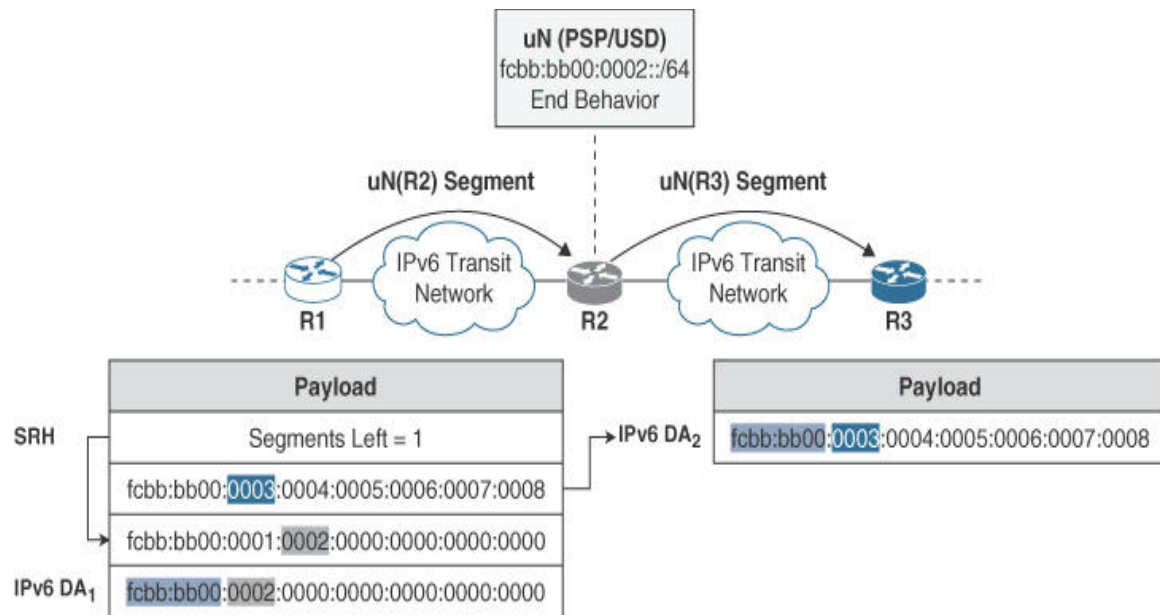 uN (PSP/USD)
fcbb:bb00:0002::/64
End Behavior
uN(R2) Segment
uN(R3) Segment
IPv6 Transit
Network
IPv6 Transit
Network
R1
R2
R3
Payload
SRH
Segments Left = 1
fcbb:bb00:0003:0004:0005:0006:0007:0008
fcbb:bb00:0001:0002:0000:0000:0000:0000
IPv6 DA₁
fcbb:bb00:0002:0000:0000:0000:0000:0000
Payload
IPv6 DA₂
fcbb:bb00:0003:0004:0005:0006:0007:0008